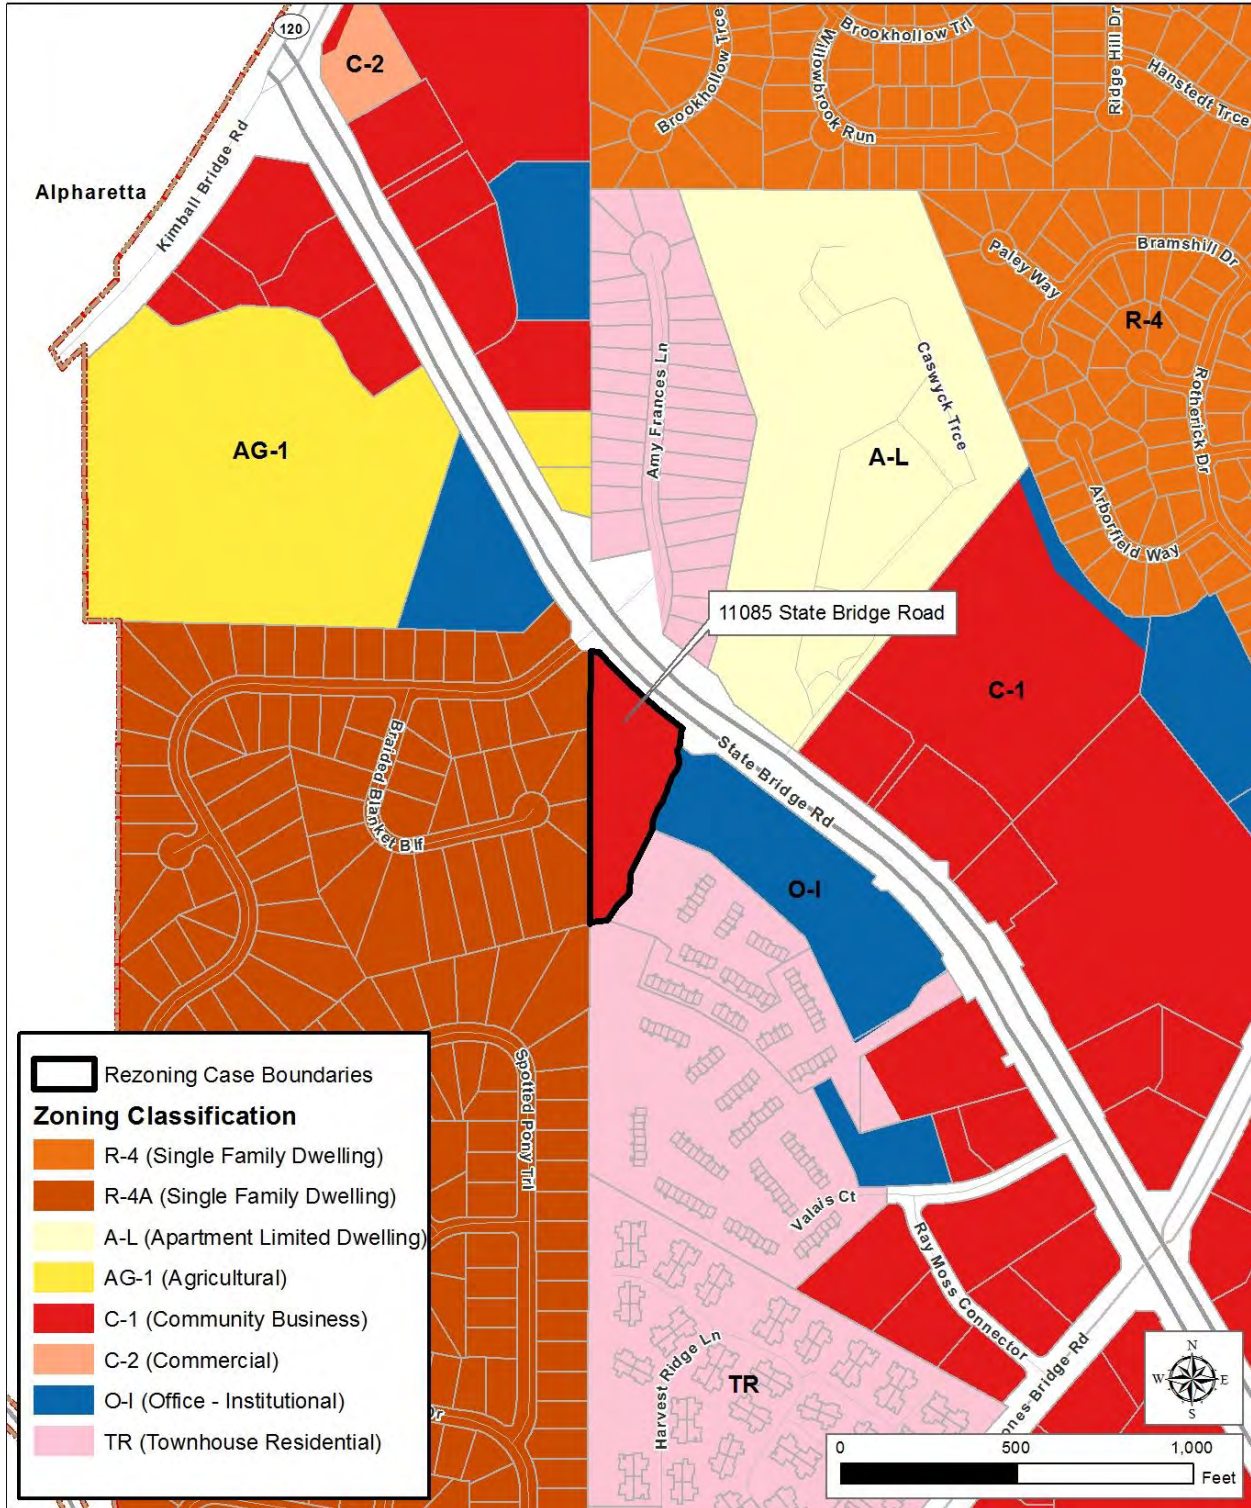 120
C-2
Brookhollow Trce
Willowbrook Run
Brookhollow Trl
Ridge Hill Dr
Hanstedt Trce
Alpharetta
Kimball Bridge Rd
Paley Way
Bramshill Dr
R-4
Rotherick Dr
Amy Frances Ln
Caswyck Trce
AG-1
A-L
Arborfield Way
11085 State Bridge Road
C-1
Braided Blanket Blf
State Bridge Rd
O-I
Spotted Pony Trl
Valais Ct
Ray Moss Connector
Harvest Ridge Ln
TR
ones Bridge Rd
or
Rezoning Case Boundaries
Zoning Classification
R-4 (Single Family Dwelling)
R-4A (Single Family Dwelling)
A-L (Apartment Limited Dwelling)
AG-1 (Agricultural)
C-1 (Community Business)
C-2 (Commercial)
O-I (Office - Institutional)
TR (Townhouse Residential)
N
W E
S
0 500 1,000
Feet